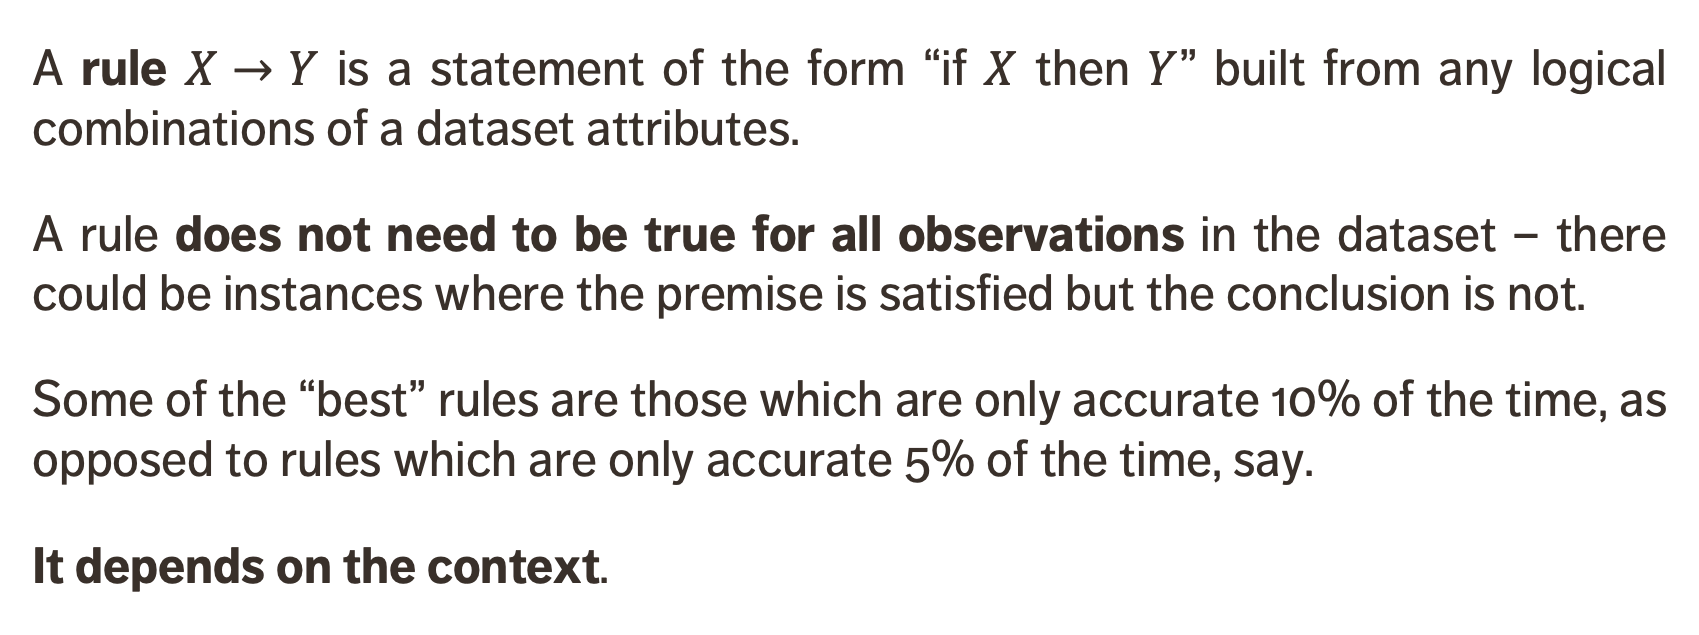 A rule X → Y is a statement of the form “if X then Y” built from any logical
combinations of a dataset attributes.
A rule does not need to be true for all observations in the dataset – there
could be instances where the premise is satisfied but the conclusion is not.
Some of the “best” rules are those which are only accurate 10% of the time, as
opposed to rules which are only accurate 5% of the time, say.
It depends on the context.